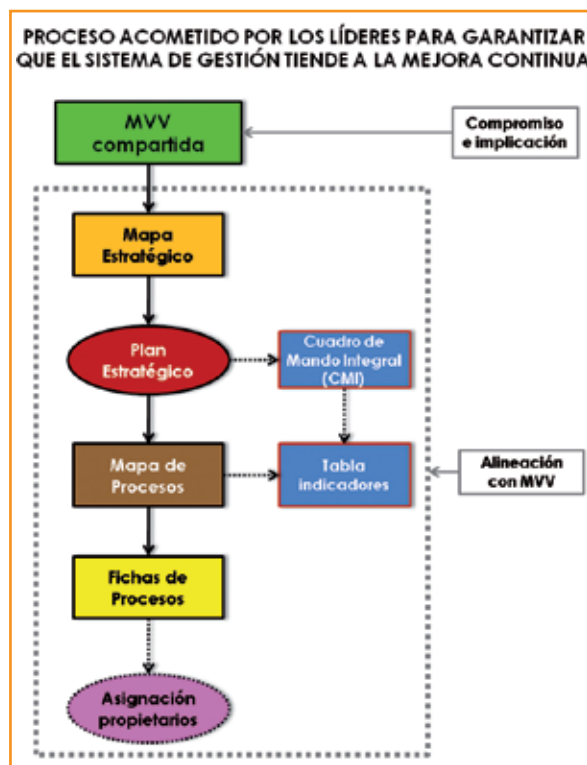 PROCESO ACOMETIDO POR LOS LÍDERES PARA GARANTIZAR
QUE EL SISTEMA DE GESTIÓN TIENDE A LA MEJORA CONTINUA
MVV
compartida
Compromiso
e implicación
Mapa
Estratégico
Plan
Estratégico
Cuadro de
Mando Integral
(CMI)
Mapa de
Procesos
Tabla
indicadores
Alineación
con MVV
Fichas de
Procesos
Asignación
propietarios